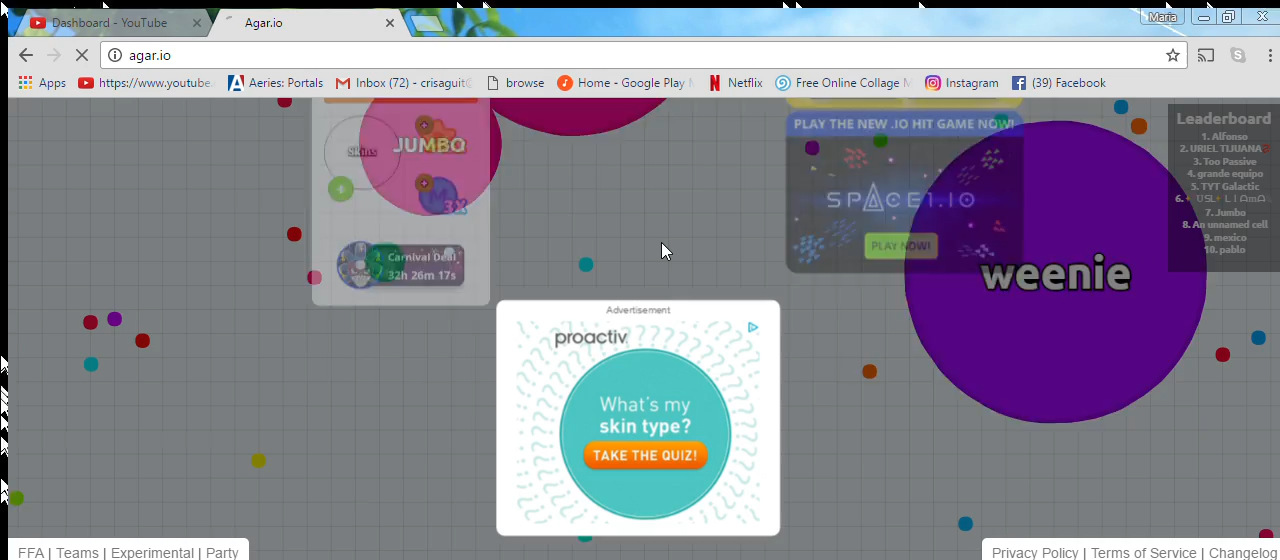 Dashboard - YouTube
Agar.io
Maria
agar.io
Apps
https://www.youtube.
Aeries: Portals
Inbox (72) - crisaguit
browse
Home - Google Play M
Netflix
Free Online Collage M
Instagram
(39) Facebook
Skins
JUMBO
3X
Carnival Deal
32h 26m 17s
PLAY THE NEW .IO HIT GAME NOW!
SPACE1.IO
PLAY NOW!
weenie
Leaderboard
1. Alfonso
2. URIEL TIJUANA
3. Too Passive
4. grande equipo
5. TYT Galactic
6.
7. Jumbo
8. An unnamed cell
9. mexico
10. pablo
Advertisement
proactiv
What's my
skin type?
TAKE THE QUIZ!
FFA | Teams | Experimental | Party
Privacy Policy | Terms of Service | Changelog